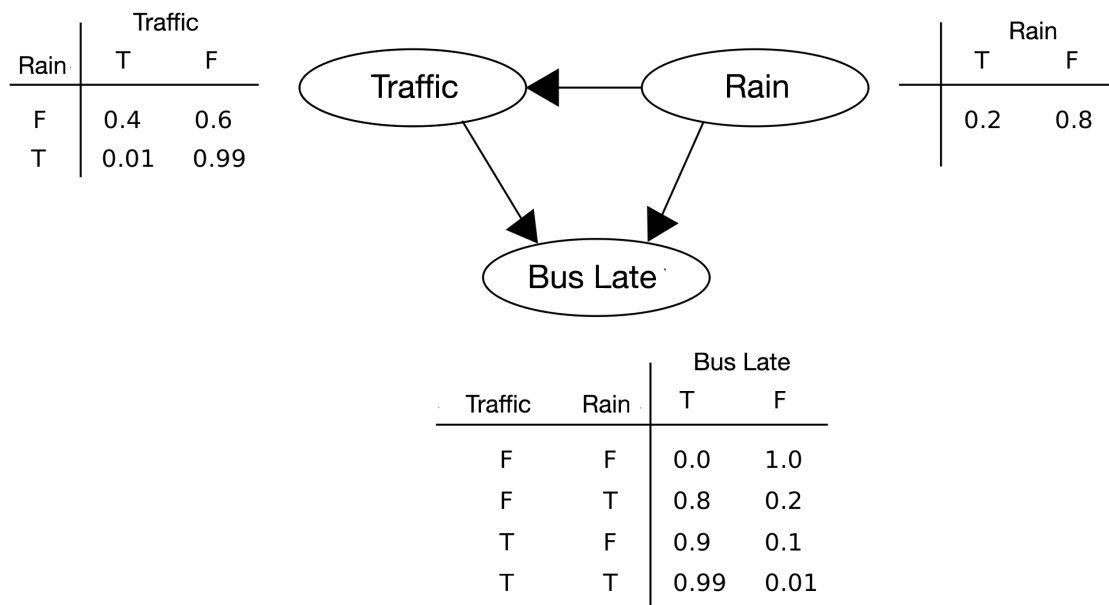 Traffic
Rain T F
F 0.4 0.6
T 0.01 0.99
Traffic
Rain
Rain
T F
0.2 0.8
Bus Late
Bus Late
Traffic Rain T F
F F 0.0 1.0
F T 0.8 0.2
T F 0.9 0.1
T T 0.99 0.01